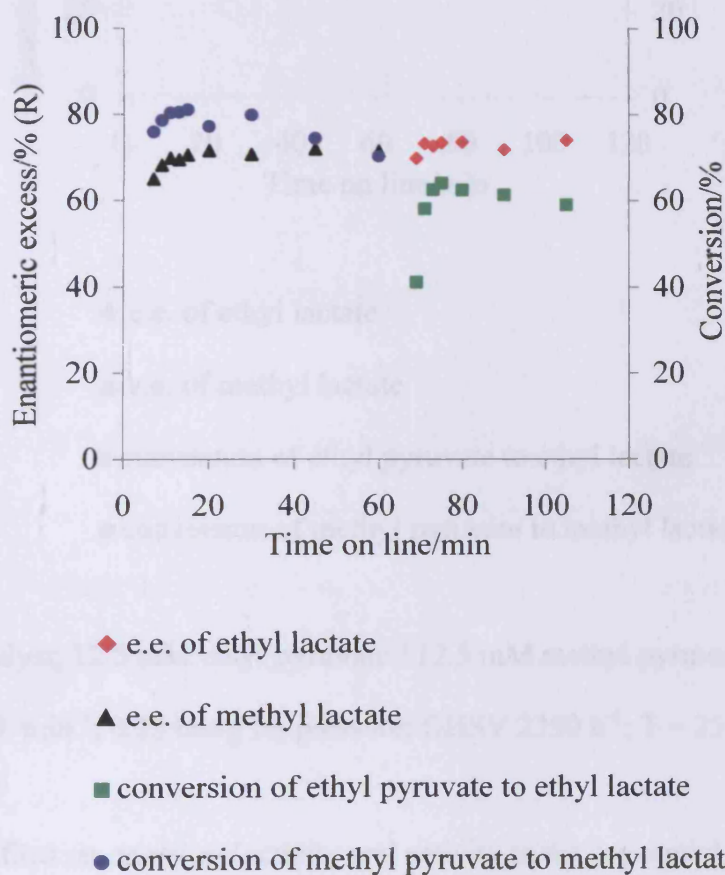 100
80
60
40
20
0
Enantiomeric excess/% (R)
100
80
60
40
20
0
Conversion/%
0 20 40 60 80 100 120
Time on line/min
e.e. of ethyl lactate
e.e. of methyl lactate
conversion of ethyl pyruvate to ethyl lactate
conversion of methyl pyruvate to methyl lactat